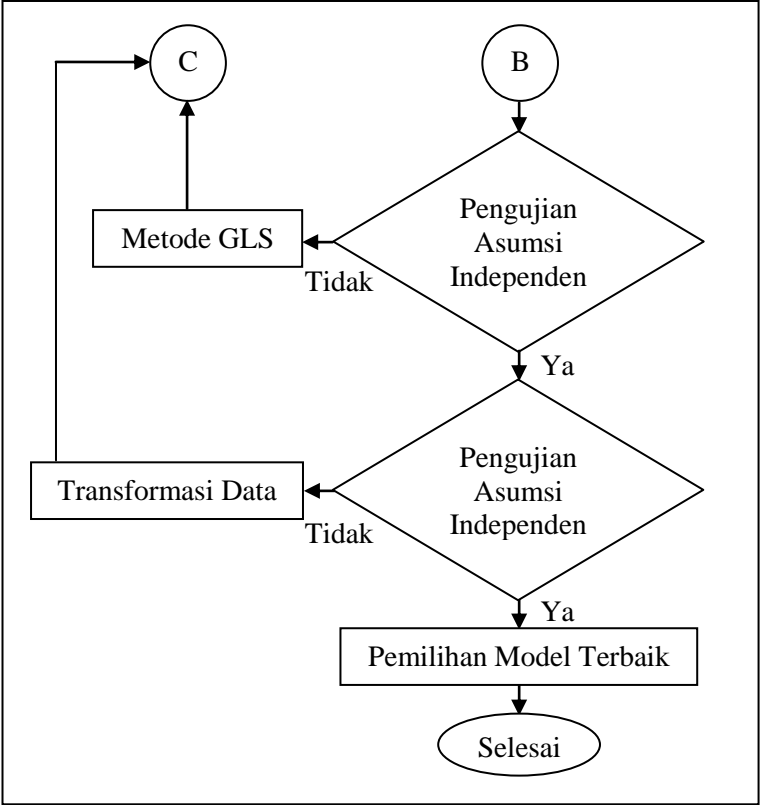 C
B
Pengujian
Asumsi
Independen
Metode GLS
Tidak
Ya
Pengujian
Asumsi
Independen
Transformasi Data
Tidak
Ya
Pemilihan Model Terbaik
Selesai